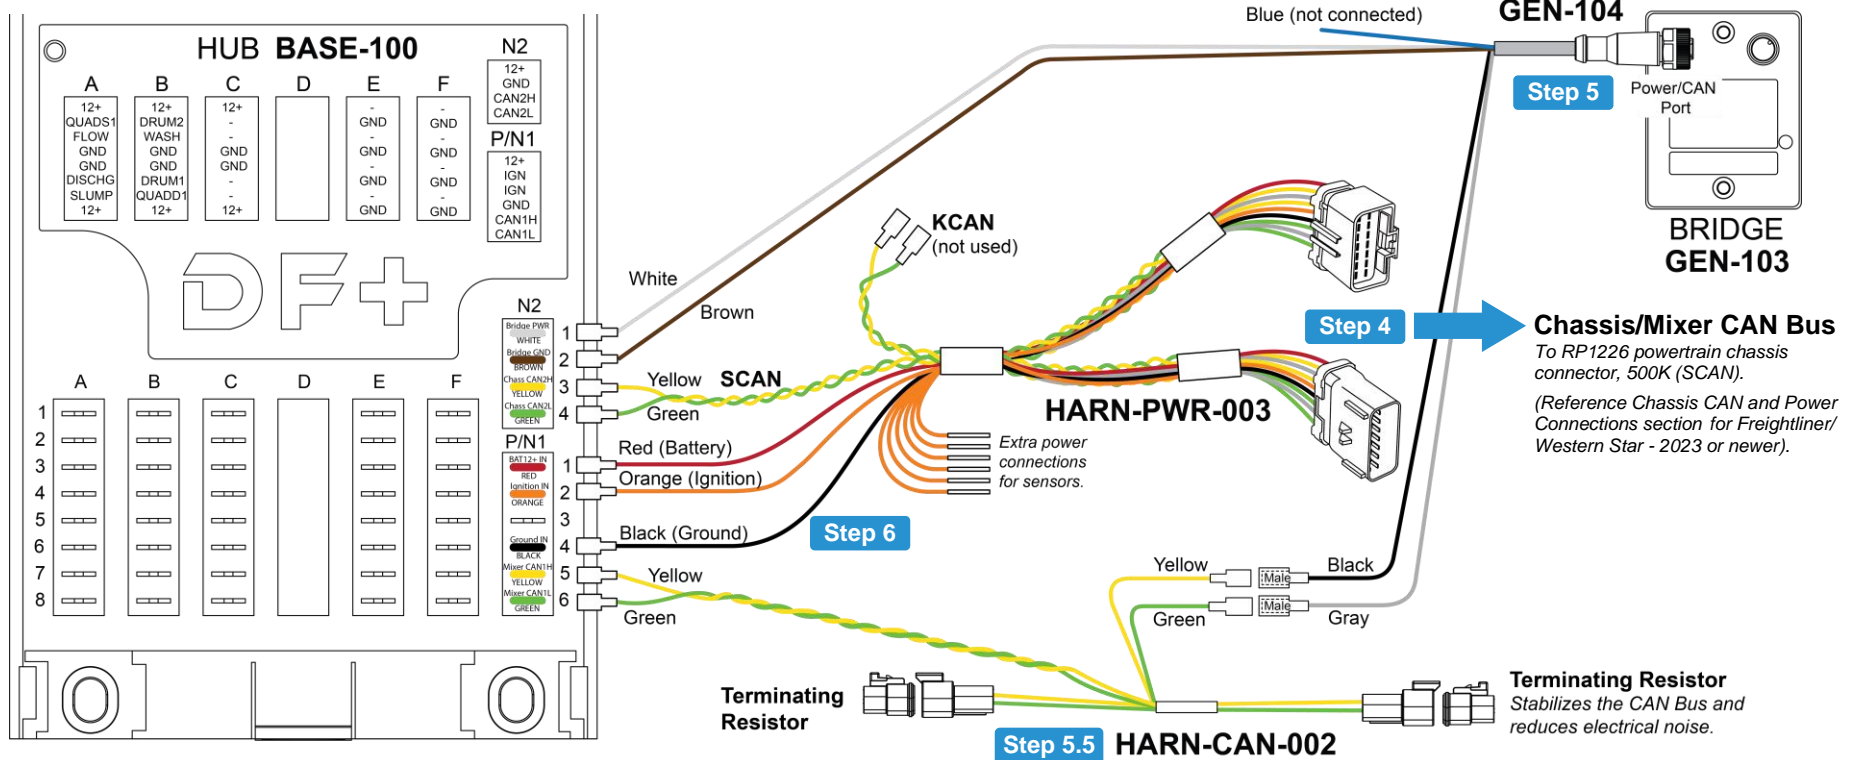 HUB BASE-100
A
12+
QUADS1
FLOW
GND
GND
DISCHG
SLUMP
12+
B
12+
DRUM2
WASH
GND
GND
DRUM1
QUADD1
12+
C
12+
-
-
GND
GND
-
-
12+
D
E
-
GND
-
GND
-
GND
-
GND
F
-
GND
-
GND
-
GND
-
GND
N2
12+
GND
CAN2H
CAN2L
P/N1
12+
IGN
IGN
GND
CAN1H
CAN1L
DF+
A B C D E F
1
2
3
4
5
6
7
8
N2
Bridge PWR
WHITE
1
Bridge GND
BROWN
2
Chass CAN2H
YELLOW
3
Chass CAN2L
GREEN
4
P/N1
BAT12+ IN
RED
1
Ignition IN
ORANGE
2
3
Ground IN
BLACK
4
Mixer CAN1H
YELLOW
5
Mixer CAN1L
GREEN
6
White
Brown
Yellow
SCAN
Green
Red (Battery)
Orange (Ignition)
Black (Ground)
Yellow
Green
KCAN
(not used)
Extra power
connections
for sensors.
Step 6
HARN-PWR-003
Blue (not connected)
GEN-104
Step 5
Power/CAN
Port
BRIDGE
GEN-103
Step 4
Chassis/Mixer CAN Bus
To RP1226 powertrain chassis
connector, 500K (SCAN).
(Reference Chassis CAN and Power
Connections section for Freightliner/
Western Star - 2023 or newer).
Yellow
Male
Black
Green
Male
Gray
Terminating
Resistor
Step 5.5
HARN-CAN-002
Terminating Resistor
Stabilizes the CAN Bus and
reduces electrical noise.